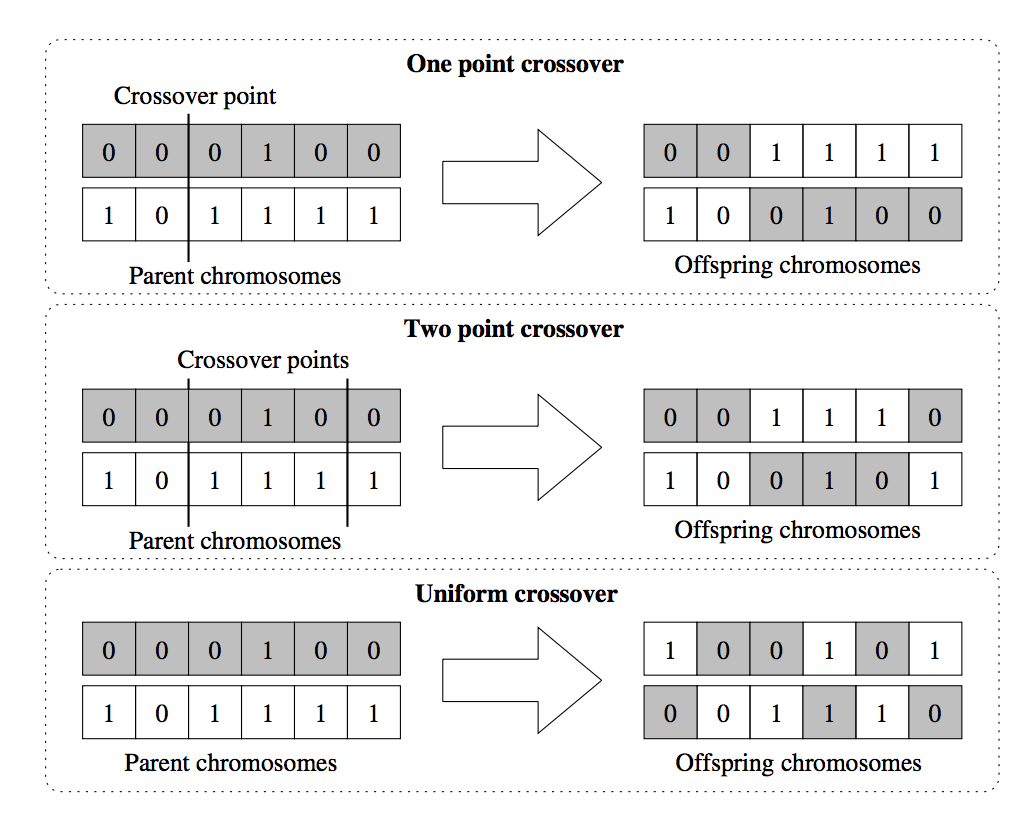 One point crossover
Crossover point
0 0 0 1 0 0
0 0 1 1 1 1
1 0 1 1 1 1
1 0 0 1 0 0
Parent chromosomes
Offspring chromosomes
Two point crossover
Crossover points
0 0 0 1 0 0
0 0 1 1 1 0
1 0 1 1 1 1
1 0 0 1 0 1
Parent chromosomes
Offspring chromosomes
Uniform crossover
0 0 0 1 0 0
1 0 0 1 0 1
1 0 1 1 1 1
0 0 1 1 1 0
Parent chromosomes
Offspring chromosomes